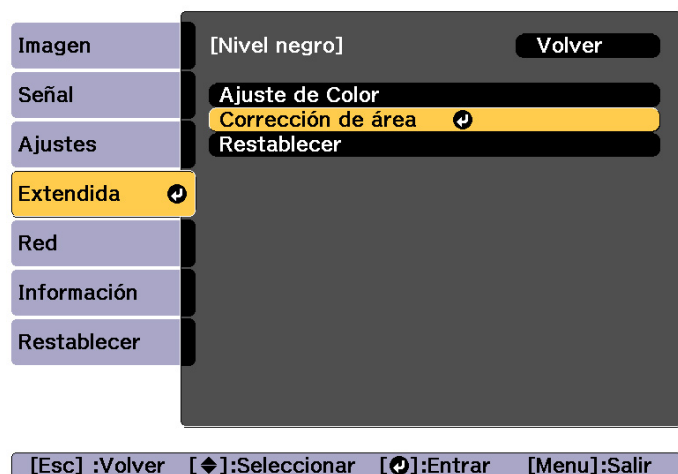 Imagen
Señal
Ajustes
Extendida
Red
Información
Restablecer
[Nivel negro] Volver
Ajuste de Color
Corrección de área
Restablecer
[Esc] :Volver [◆]:Seleccionar [↵]:Entrar [Menu]:Salir